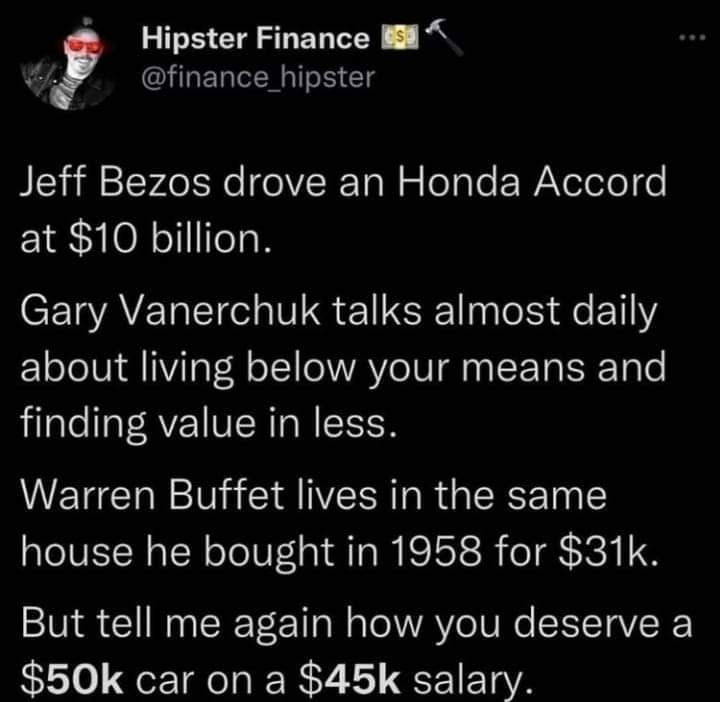 Hipster Finance 💵🔨
@finance_hipster
Jeff Bezos drove an Honda Accord
at $10 billion.
Gary Vanerchuk talks almost daily
about living below your means and
finding value in less.
Warren Buffet lives in the same
house he bought in 1958 for $31k.
But tell me again how you deserve a
$50k car on a $45k salary.